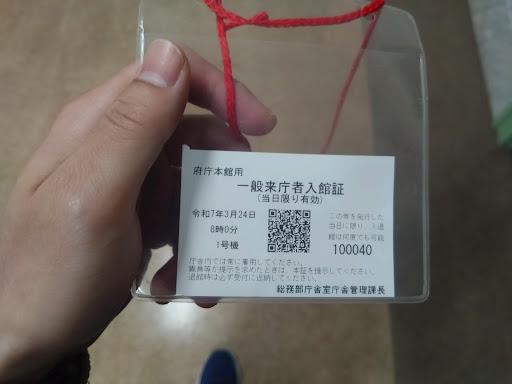 府庁本館用
一般来庁者入館証
(当日限り有効)
令和7年3月24日
8時0分
1号機
この券を発行した
当日に限り、入退
館は何度でも可能
100040
庁舎内では常に着用してください。
職員等が提示を求めたときは、本証を提示してください。
退館時は必ず受付に返納してください。
総務部庁舎室庁舎管理課長